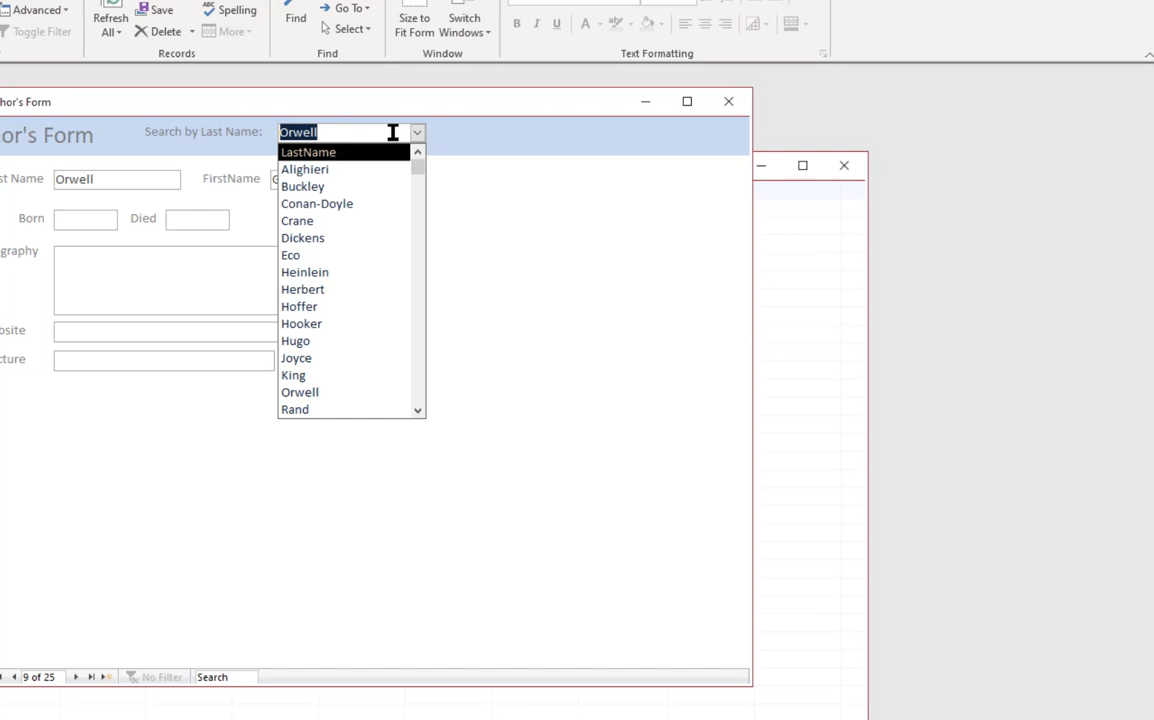 Advanced
Refresh All
Save
Spelling
Find
Go To
Size to Fit Form
Switch Windows
B I U A
Toggle Filter
Delete
More
Select
Records
Find
Window
Text Formatting
hor's Form
or's Form
Search by Last Name:
Orwell
LastName
Alighieri
Buckley
Conan-Doyle
Crane
Dickens
Eco
Heinlein
Herbert
Hoffer
Hooker
Hugo
Joyce
King
Orwell
Rand
st Name
Orwell
FirstName
G
Born
Died
graphy
bsite
cture
9 of 25
No Filter
Search